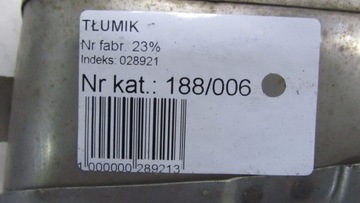 TŁUMIK
Nr fabr. 23%
Indeks: 028921
Nr kat.: 188/006
1 000000 289213